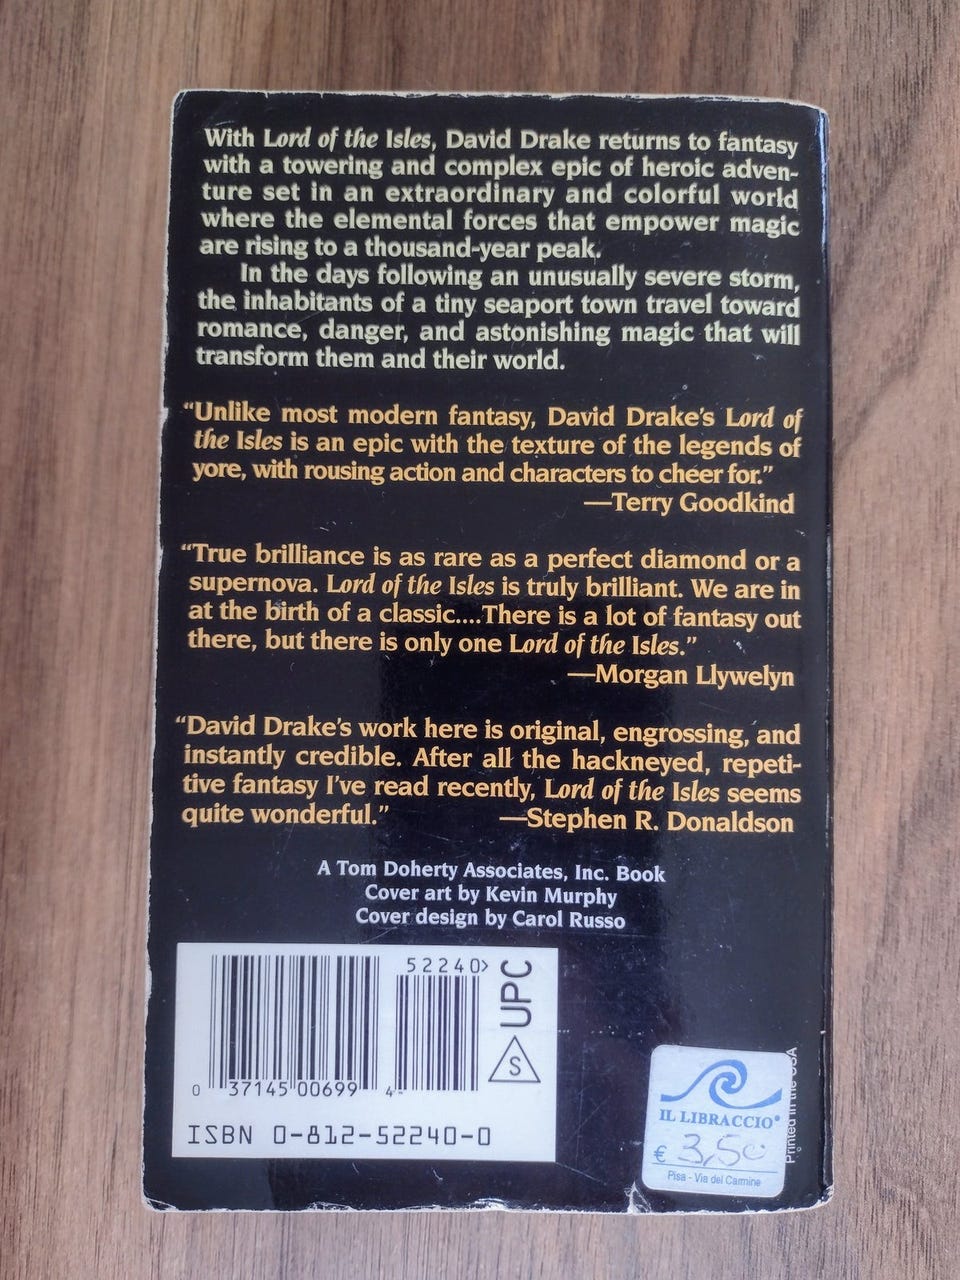 With Lord of the Isles, David Drake returns to fantasy
with a towering and complex epic of heroic adven-
ture set in an extraordinary and colorful world
where the elemental forces that empower magic
are rising to a thousand-year peak.
In the days following an unusually severe storm,
the inhabitants of a tiny seaport town travel toward
romance, danger, and astonishing magic that will
transform them and their world.
“Unlike most modern fantasy, David Drake’s Lord of
the Isles is an epic with the texture of the legends of
yore, with rousing action and characters to cheer for.”
—Terry Goodkind
“True brilliance is as rare as a perfect diamond or a
supernova. Lord of the Isles is truly brilliant. We are in
at the birth of a classic....There is a lot of fantasy out
there, but there is only one Lord of the Isles.”
—Morgan Llywelyn
“David Drake’s work here is original, engrossing, and
instantly credible. After all the hackneyed, repeti-
tive fantasy I’ve read recently, Lord of the Isles seems
quite wonderful.” —Stephen R. Donaldson
A Tom Doherty Associates, Inc. Book
Cover art by Kevin Murphy
Cover design by Carol Russo
52240>
UPC
S
0 37145 00699 4
ISBN 0-812-52240-0
IL LIBRACCIO®
€ 3,50
Pisa - Via del Carmine
Printed in the USA